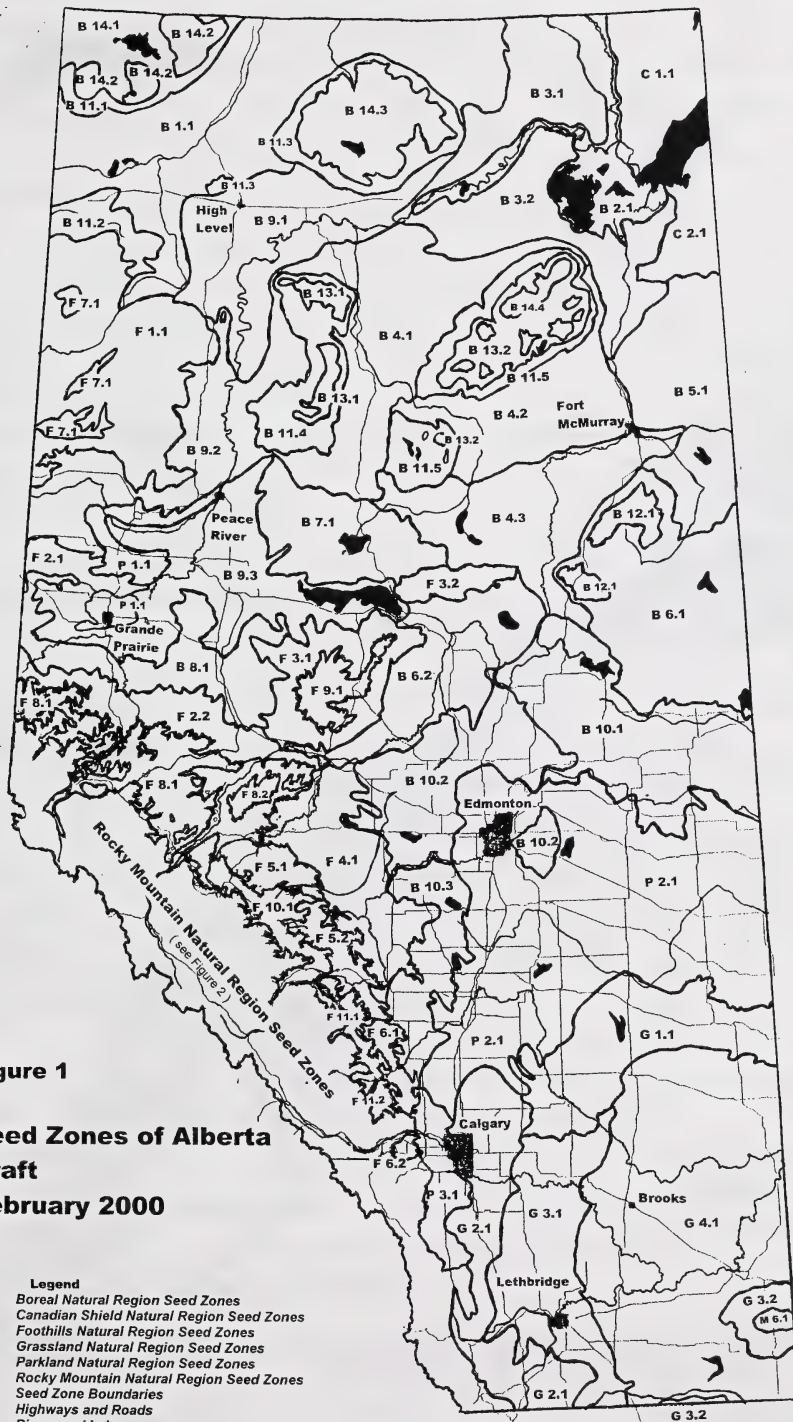 B 14.1
B 14.2
B 14.2
B 14.2
B 11.1
B 1.1
B 11.3
B 14.3
B 3.1
C 1.1
B 11.3
High
Level
B 9.1
B 3.2
B 2.1
C 2.1
B 11.2
F 7.1
F 1.1
B 13.1
B 4.1
B 14.4
B 13.2
B 11.5
F 7.1
B 13.1
B 5.1
F 7.1
B 11.4
B 4.2
Fort
McMurray
B 9.2
B 13.2
B 11.5
Peace
River
B 7.1
B 4.3
B 12.1
F 2.1
P 1.1
B 9.3
F 3.2
B 12.1
B 6.1
P 1.1
Grande
Prairie
B 8.1
F 3.1
F 9.1
B 6.2
F 8.1
F 2.2
B 10.1
F 8.1
F 8.2
B 10.2
Edmonton
B 10.2
Rocky Mountain Natural Region Seed Zones
( see Figure 2 )
F 5.1
F 4.1
B 10.3
P 2.1
F 10.1
F 5.2
F 11.1
F 6.1
P 2.1
G 1.1
F 11.2
Calgary
F 6.2
P 3.1
G 2.1
G 3.1
Brooks
G 4.1
Lethbridge
G 3.2
M 6.1
G 2.1
G 3.2
gure 1
eed Zones of Alberta
raft
ebruary 2000
Legend
Boreal Natural Region Seed Zones
Canadian Shield Natural Region Seed Zones
Foothills Natural Region Seed Zones
Grassland Natural Region Seed Zones
Parkland Natural Region Seed Zones
Rocky Mountain Natural Region Seed Zones
Seed Zone Boundaries
Highways and Roads